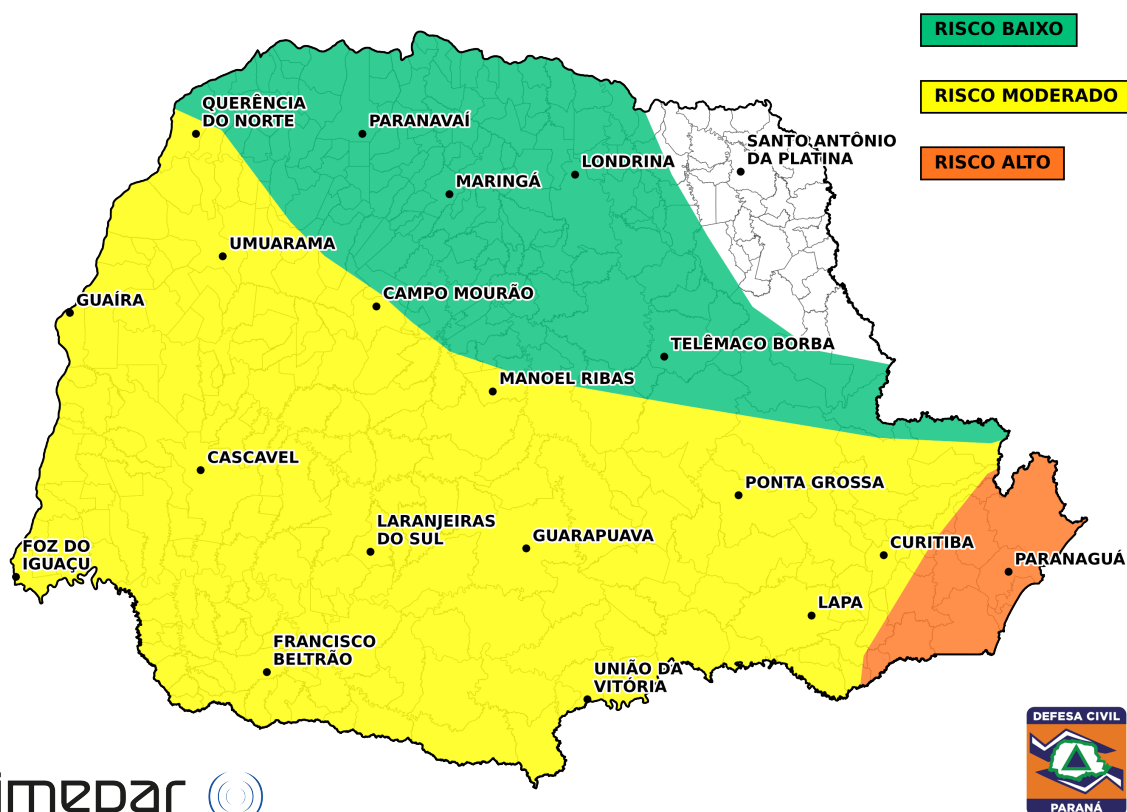 RISCO BAIXO
RISCO MODERADO
RISCO ALTO
QUERÊNCIA
DO NORTE
PARANAVAÍ
SANTO ANTÔNIO
DA PLATINA
LONDRINA
MARINGÁ
UMUARAMA
CAMPO MOURÃO
GUAÍRA
TELÊMACO BORBA
MANOEL RIBAS
CASCAVEL
PONTA GROSSA
LARANJEIRAS
DO SUL
GUARAPUAVA
CURITIBA
FOZ DO
IGUAÇU
PARANAGUÁ
LAPA
FRANCISCO
BELTRÃO
UNIÃO DA
VITÓRIA
DEFESA CIVIL
PARANÁ
imepar